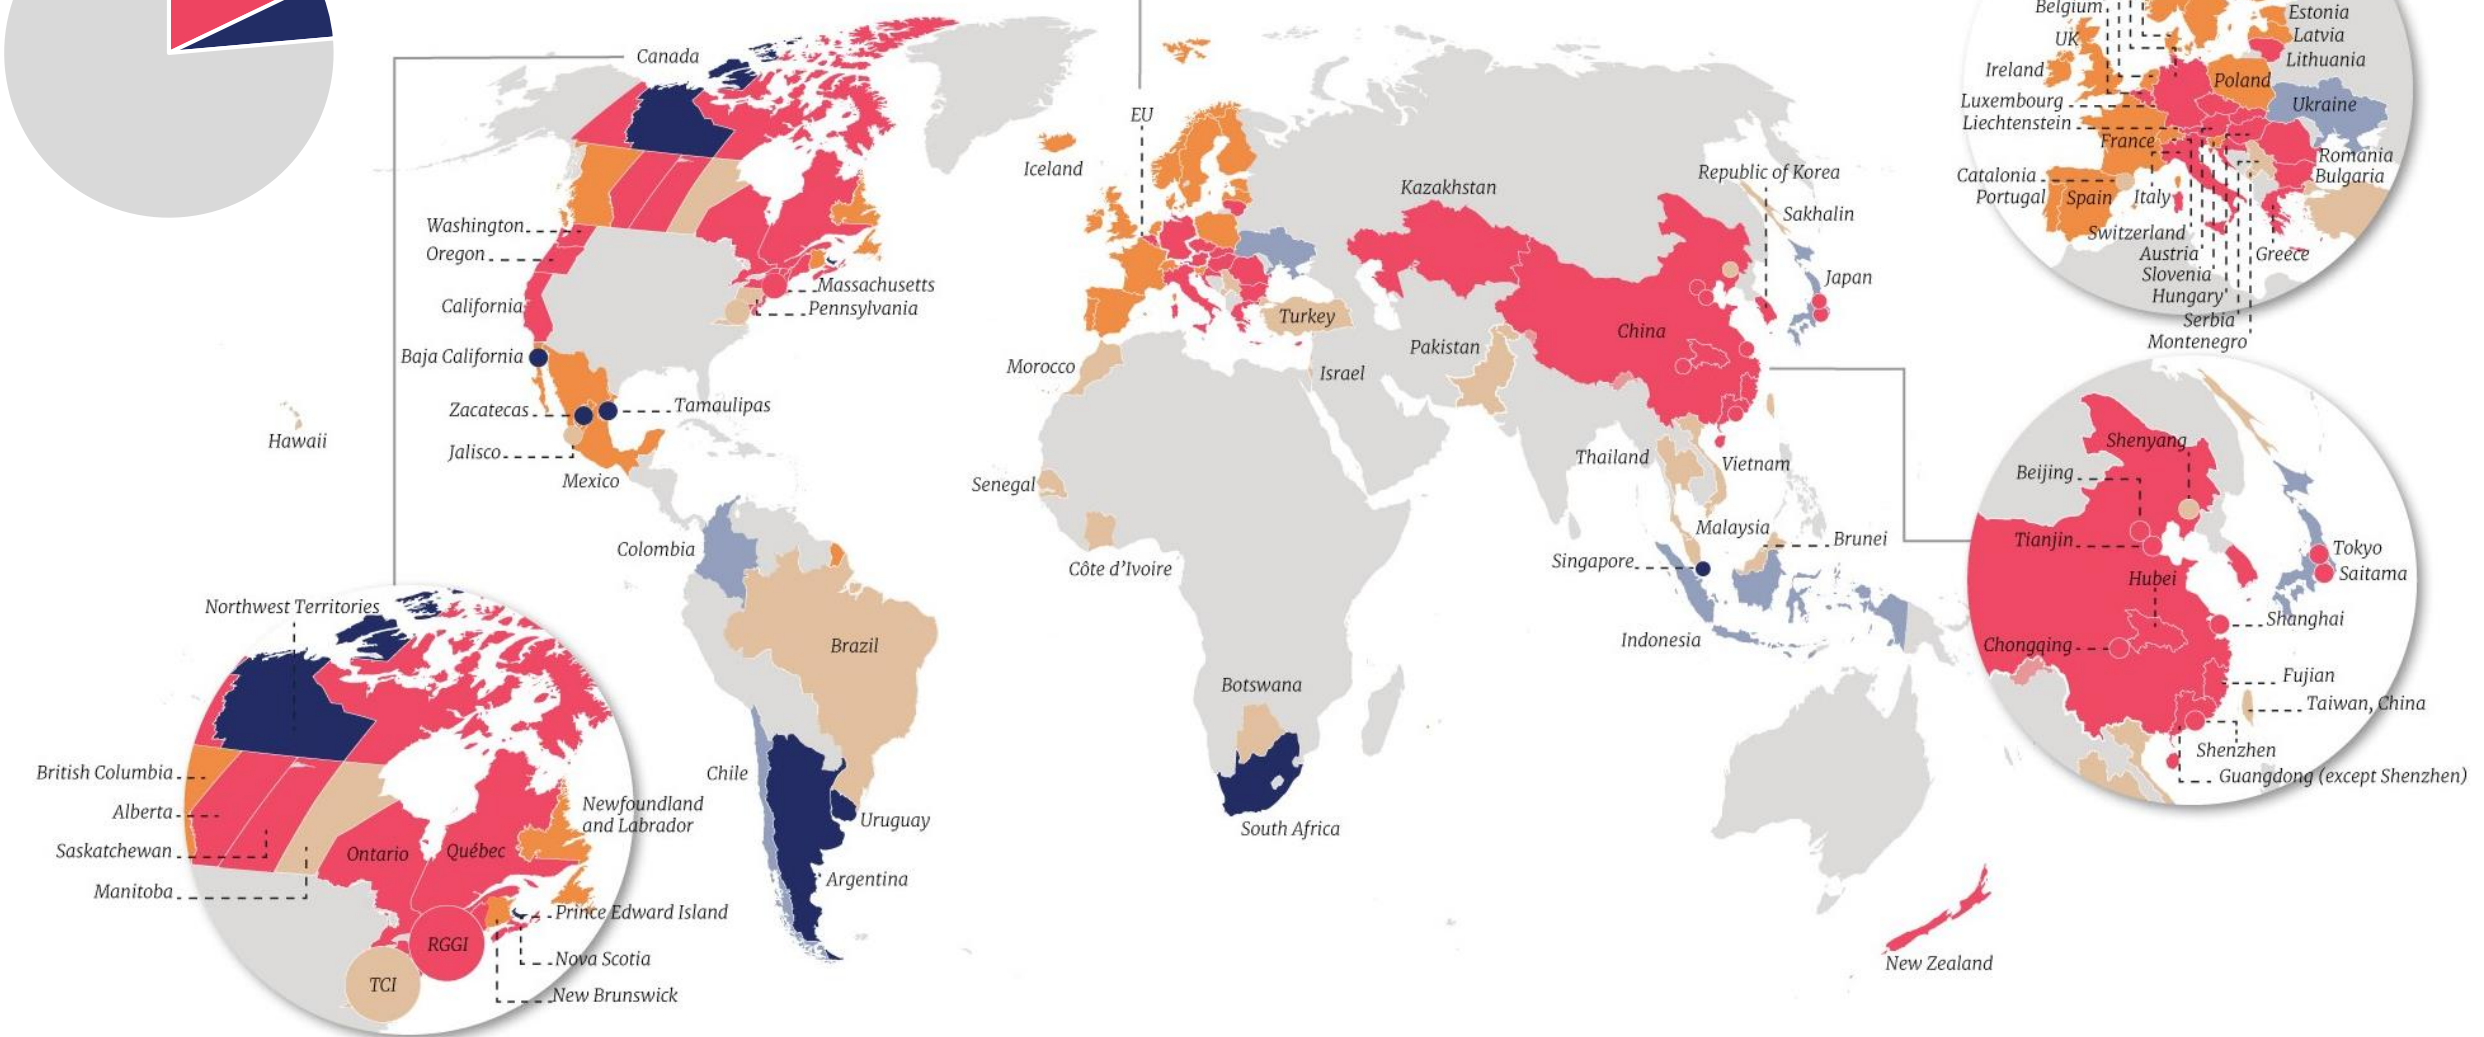 Canada
EU
Iceland
Washington
Oregon
California
Massachusetts
Pennsylvania
Baja California
Zacatecas
Tamaulipas
Jalisco
Mexico
Hawaii
Colombia
Brazil
Chile
Uruguay
Argentina
Morocco
Senegal
Côte d’Ivoire
Botswana
South Africa
Turkey
Israel
Kazakhstan
Pakistan
China
Republic of Korea
Sakhalin
Japan
Thailand
Vietnam
Malaysia
Brunei
Singapore
Indonesia
New Zealand
Belgium
UK
Ireland
Luxembourg
Liechtenstein
France
Catalonia
Portugal
Spain
Italy
Switzerland
Austria
Slovenia
Hungary
Serbia
Montenegro
Greece
Estonia
Latvia
Lithuania
Poland
Ukraine
Romania
Bulgaria
Shenyang
Beijing
Tianjin
Hubei
Chongqing
Tokyo
Saitama
Shanghai
Fujian
Taiwan, China
Shenzhen
Guangdong (except Shenzhen)
Northwest Territories
British Columbia
Alberta
Saskatchewan
Manitoba
Ontario
Québec
Newfoundland
and Labrador
Prince Edward Island
Nova Scotia
New Brunswick
RGGI
TCI